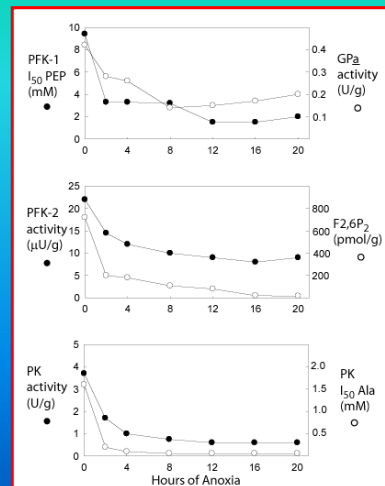 PFK-1
I50 PEP
(mM)
10
8
6
4
2
0
0.4
0.3
0.2
0.1
GPa
activity
(U/g)
0 4 8 12 16 20
PFK-2
activity
(μU/g)
25
20
15
10
5
0
800
600
400
200
F2,6P2
(pmol/g)
0 4 8 12 16 20
PK
activity
(U/g)
5
4
3
2
1
0
2.0
1.5
1.0
0.5
PK
I50 Ala
(mM)
0 4 8 12 16 20
Hours of Anoxia